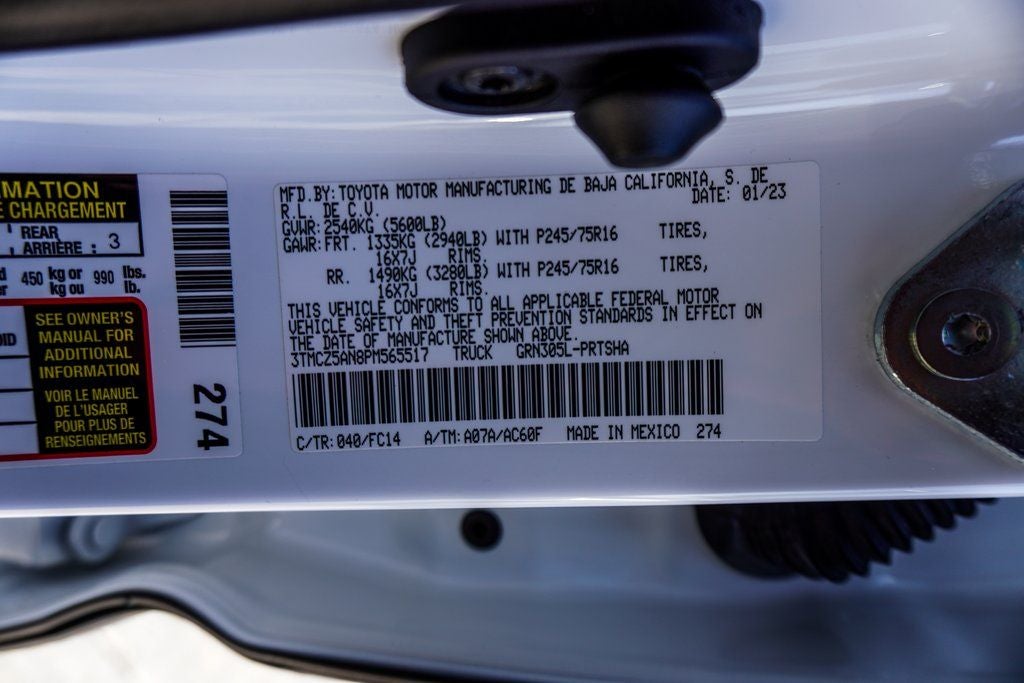 MATION
E CHARGEMENT
REAR
ARRIÈRE : 3
450 kg or 990 lbs.
kg ou lb.
SEE OWNER'S
MANUAL FOR
ADDITIONAL
INFORMATION
VOIR LE MANUEL
DE L'USAGER
POUR PLUS DE
RENSEIGNEMENTS
274
MFD.BY:TOYOTA MOTOR MANUFACTURING DE BAJA CALIFORNIA, S. DE
R.L. DE C.V. DATE: 01/23
GVWR:2540KG (5600LB)
GAWR:FRT. 1335KG (2940LB) WITH P245/75R16 TIRES,
16X7J RIMS.
RR. 1490KG (3280LB) WITH P245/75R16 TIRES,
16X7J RIMS.
THIS VEHICLE CONFORMS TO ALL APPLICABLE FEDERAL MOTOR
VEHICLE SAFETY AND THEFT PREVENTION STANDARDS IN EFFECT ON
THE DATE OF MANUFACTURE SHOWN ABOVE.
3TMCZ5AN8PM565517 TRUCK GRN305L-PRTSHA
C/TR:040/FC14 A/TM:A07A/AC60F MADE IN MEXICO 274